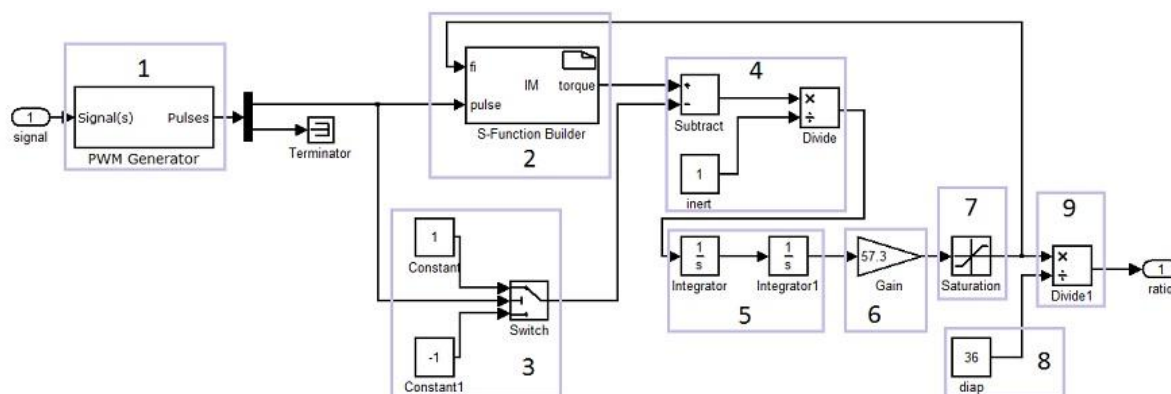 1
1
signal
Signal(s)
Pulses
PWM Generator
Terminator
fi
pulse
IM
torque
S-Function Builder
2
1
Constant
-1
Constant1
Switch
3
4
+
-
Subtract
×
÷
Divide
1
inert
1
s
Integrator
1
s
Integrator1
5
57.3
Gain
6
7
Saturation
9
×
÷
Divide1
1
ratio
36
diap
8